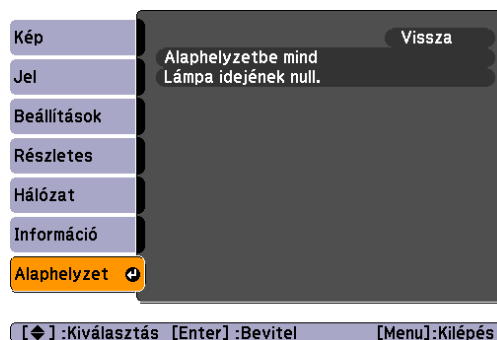 Kép
Jel
Beállítások
Részletes
Hálózat
Információ
Alaphelyzet
Vissza
Alaphelyzetbe mind
Lámpa idejének null.
[◆] :Kiválasztás [Enter] :Bevitel [Menu]:Kilépés